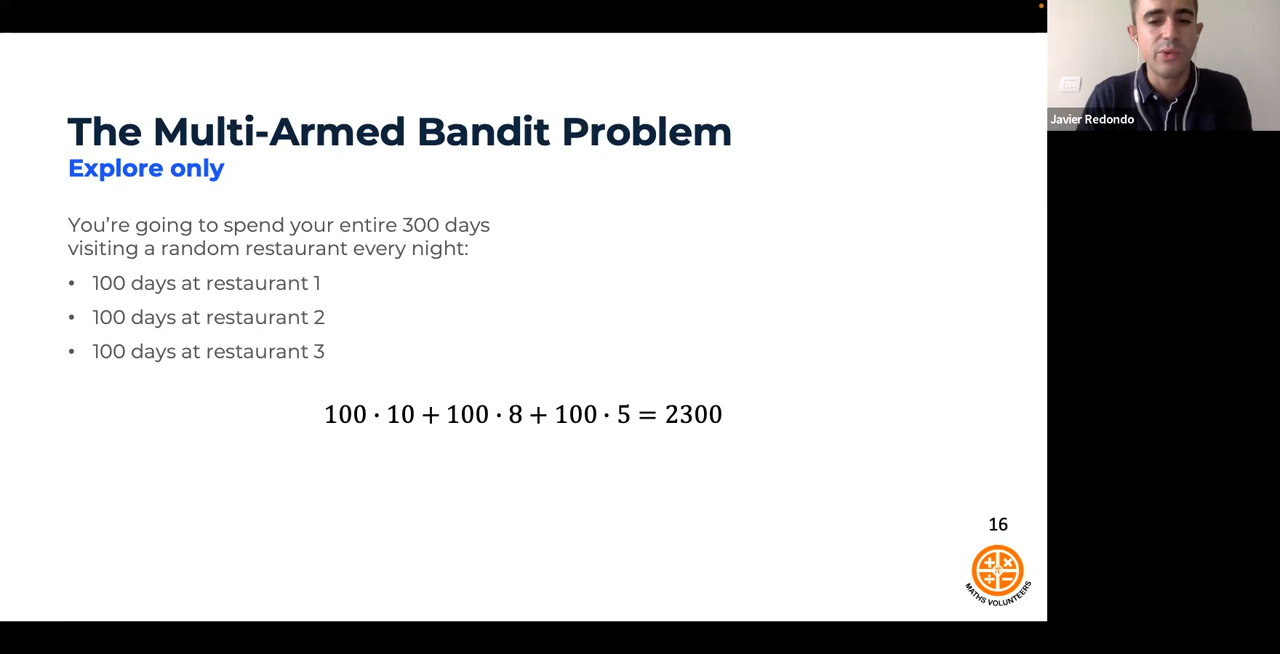 The Multi-Armed Bandit Problem
Explore only
You're going to spend your entire 300 days
visiting a random restaurant every night:
• 100 days at restaurant 1
• 100 days at restaurant 2
• 100 days at restaurant 3
100 · 10 + 100 · 8 + 100 · 5 = 2300
16
MATHS VOLUNTEERS
Javier Redondo